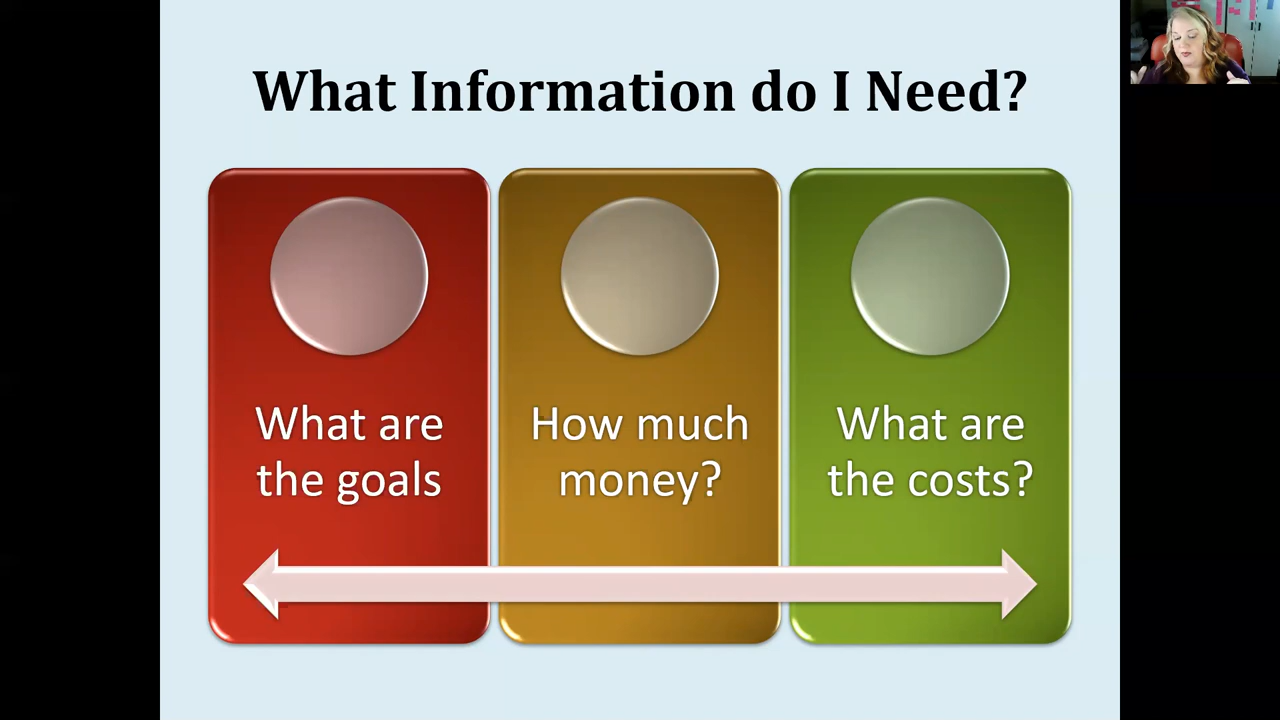 What Information do I Need?
What are
the goals
How much
money?
What are
the costs?